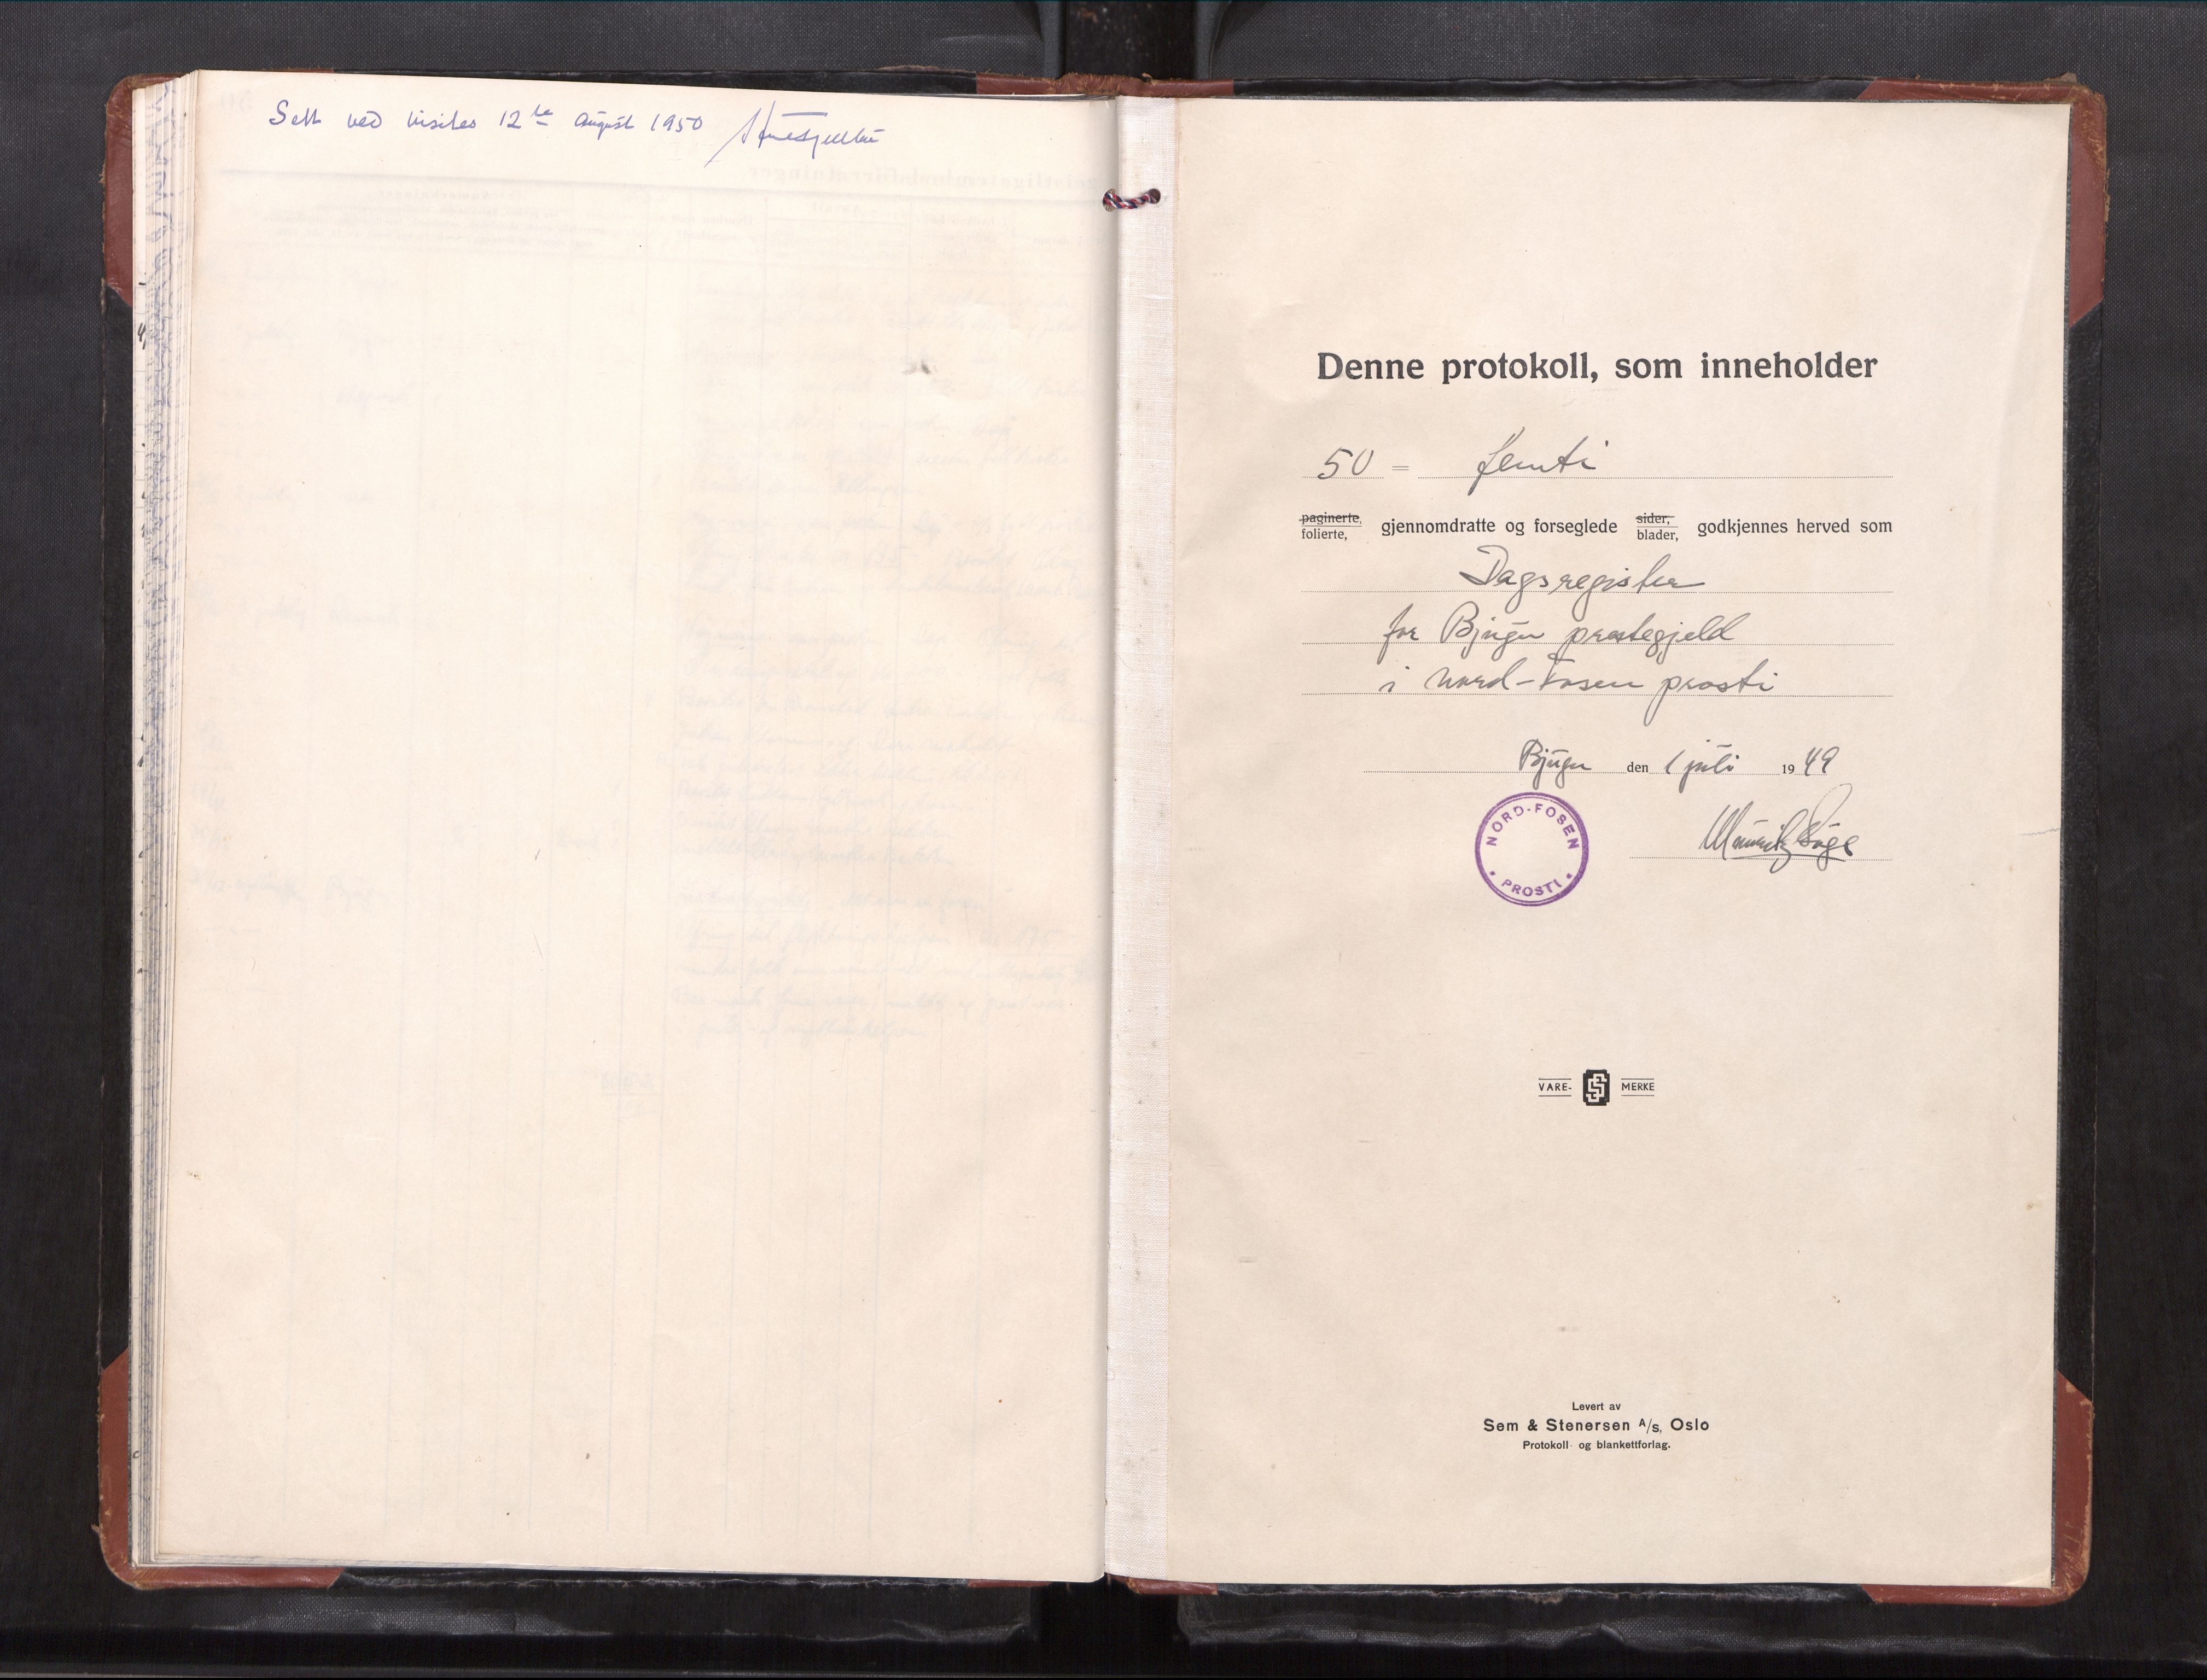 Sett ved visitas 12te august 1950
Denne protokoll, som inneholder
50 = femti
paginerte, folierte, gjennomdratte og forseglede sider, blader, godkjennes herved som
Dagsregister
for Bjugn prestegjeld
i Nord-Fosen prosti
Bjugn den 1 juli 1949
NORD-FOSEN
PROSTI
VARE- MERKE
Levert av
Sem & Stenersen A/s, Oslo
Protokoll- og blankettforlag.